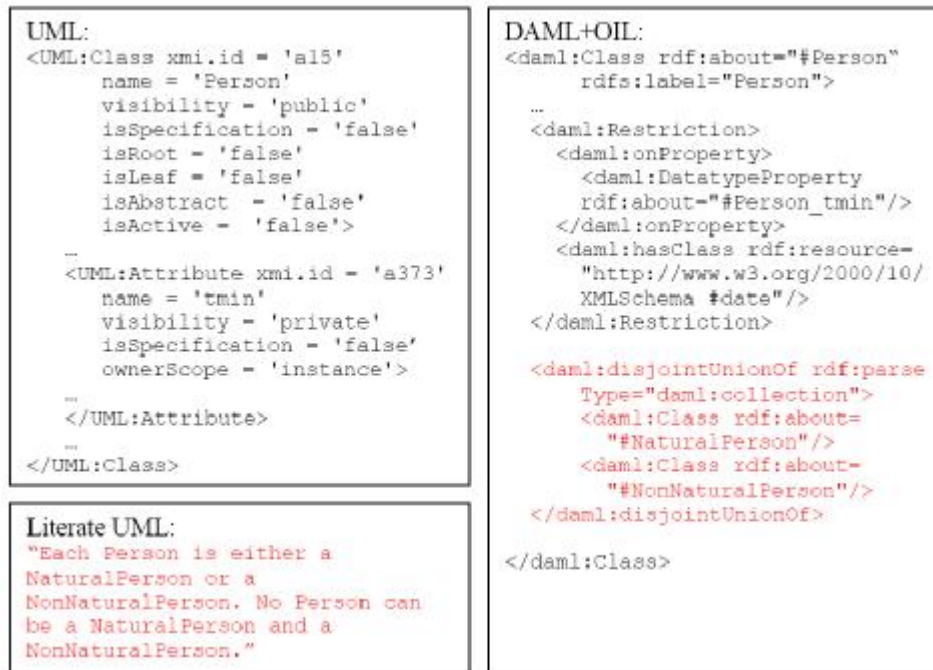 UML:
<UML:Class xmi.id = 'a15'
name = 'Person'
visibility = 'public'
isSpecification = 'false'
isRoot = 'false'
isLeaf = 'false'
isAbstract = 'false'
isActive = 'false'>
…
<UML:Attribute xmi.id = 'a373'
name = 'tmin'
visibility = 'private'
isSpecification = 'false'
ownerScope = 'instance'>
…
</UML:Attribute>
…
</UML:Class>
Literate UML:
"Each Person is either a
NaturalPerson or a
NonNaturalPerson. No Person can
be a NaturalPerson and a
NonNaturalPerson."
DAML+OIL:
<daml:Class rdf:about="#Person"
rdfs:label="Person">
…
<daml:Restriction>
<daml:onProperty>
<daml:DatatypeProperty
rdf:about="#Person_tmin"/>
</daml:onProperty>
<daml:hasClass rdf:resource=
"http://www.w3.org/2000/10/
XMLSchema #date"/>
</daml:Restriction>
<daml:disjointUnionOf rdf:parse
Type="daml:collection">
<daml:Class rdf:about=
"#NaturalPerson"/>
<daml:Class rdf:about=
"#NonNaturalPerson"/>
</daml:disjointUnionOf>
</daml:Class>